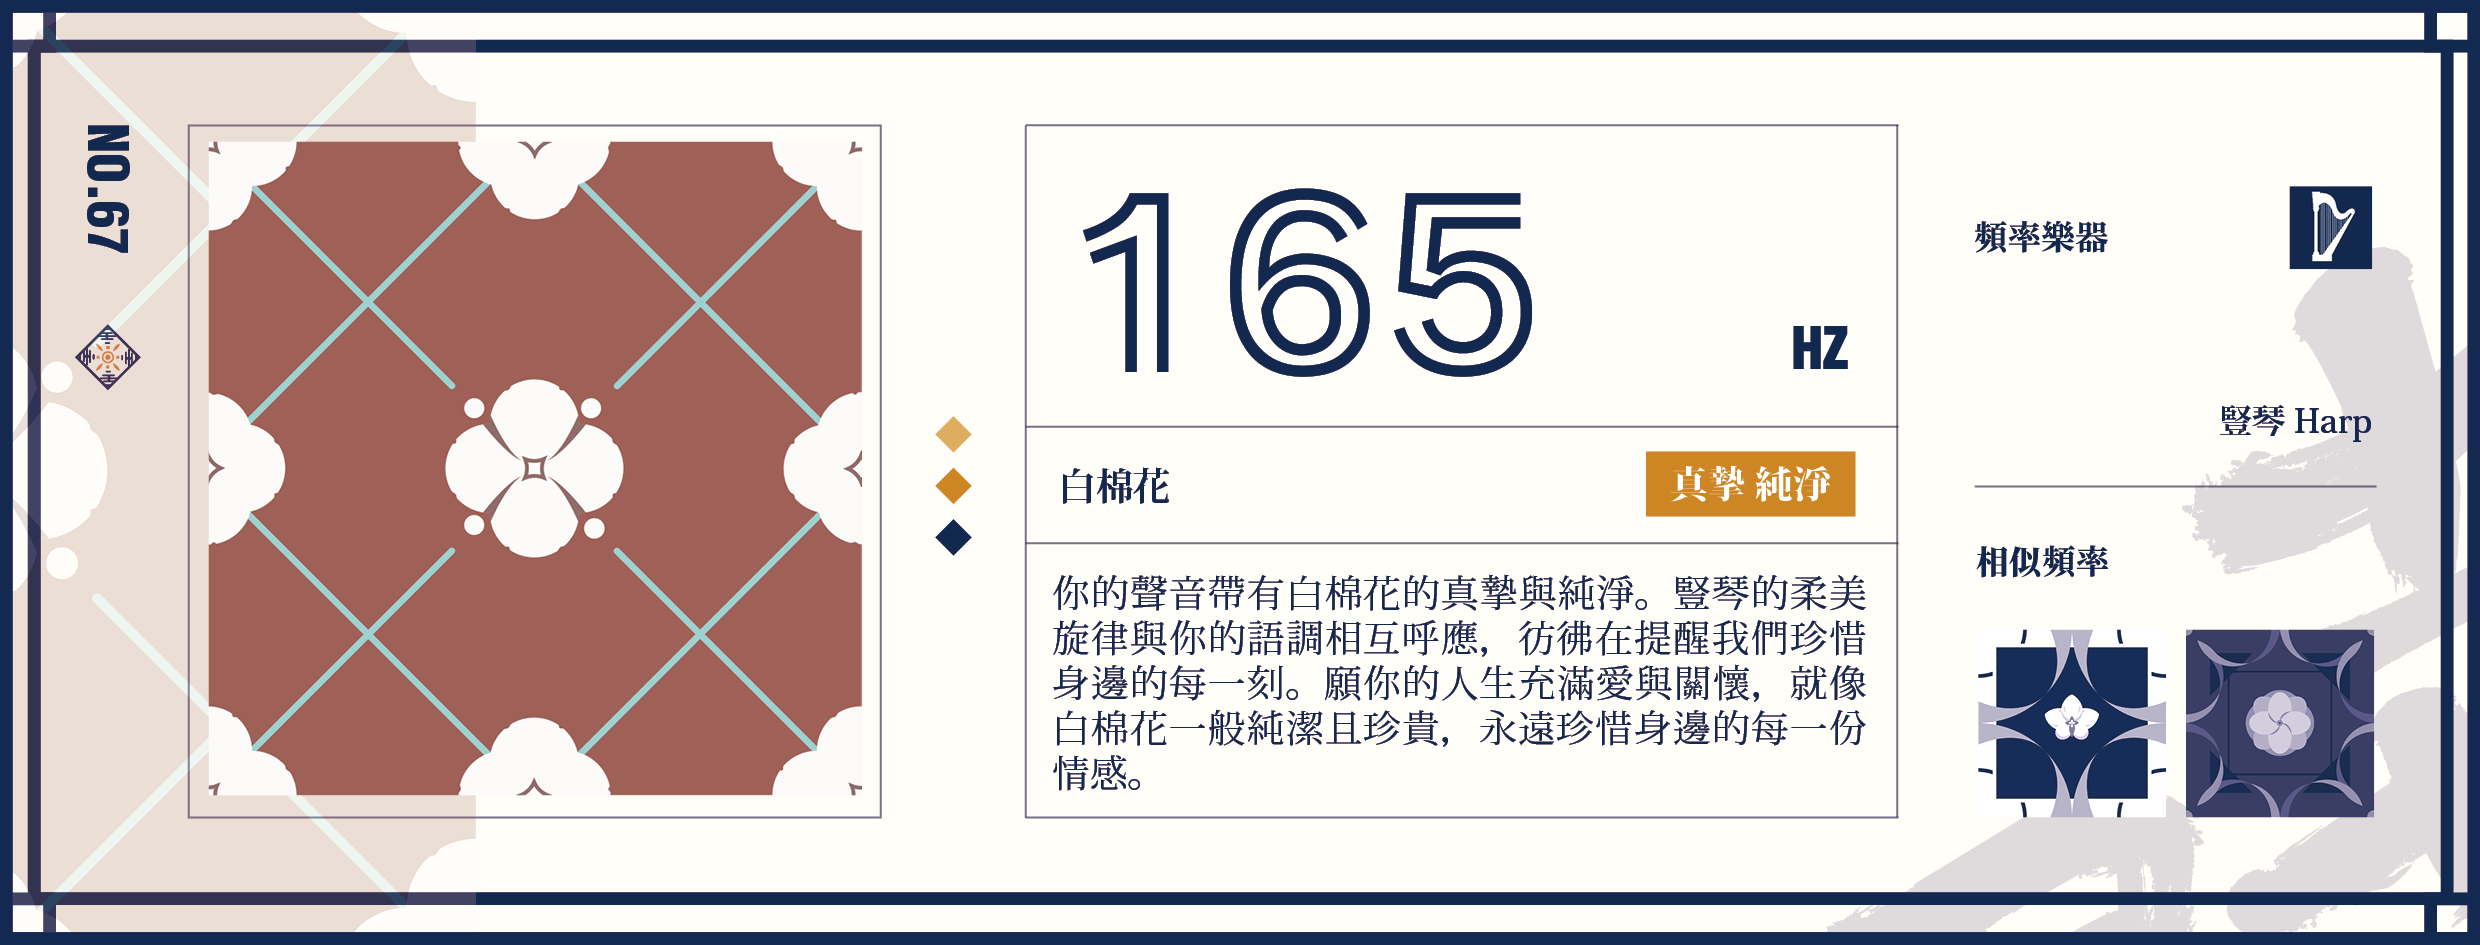 NO.67
165
HZ
白棉花
真摯 純淨
你的聲音帶有白棉花的真摯與純淨。豎琴的柔美
旋律與你的語調相互呼應，彷彿在提醒我們珍惜
身邊的每一刻。願你的人生充滿愛與關懷，就像
白棉花一般純潔且珍貴，永遠珍惜身邊的每一份
情感。
頻率樂器
豎琴 Harp
相似頻率